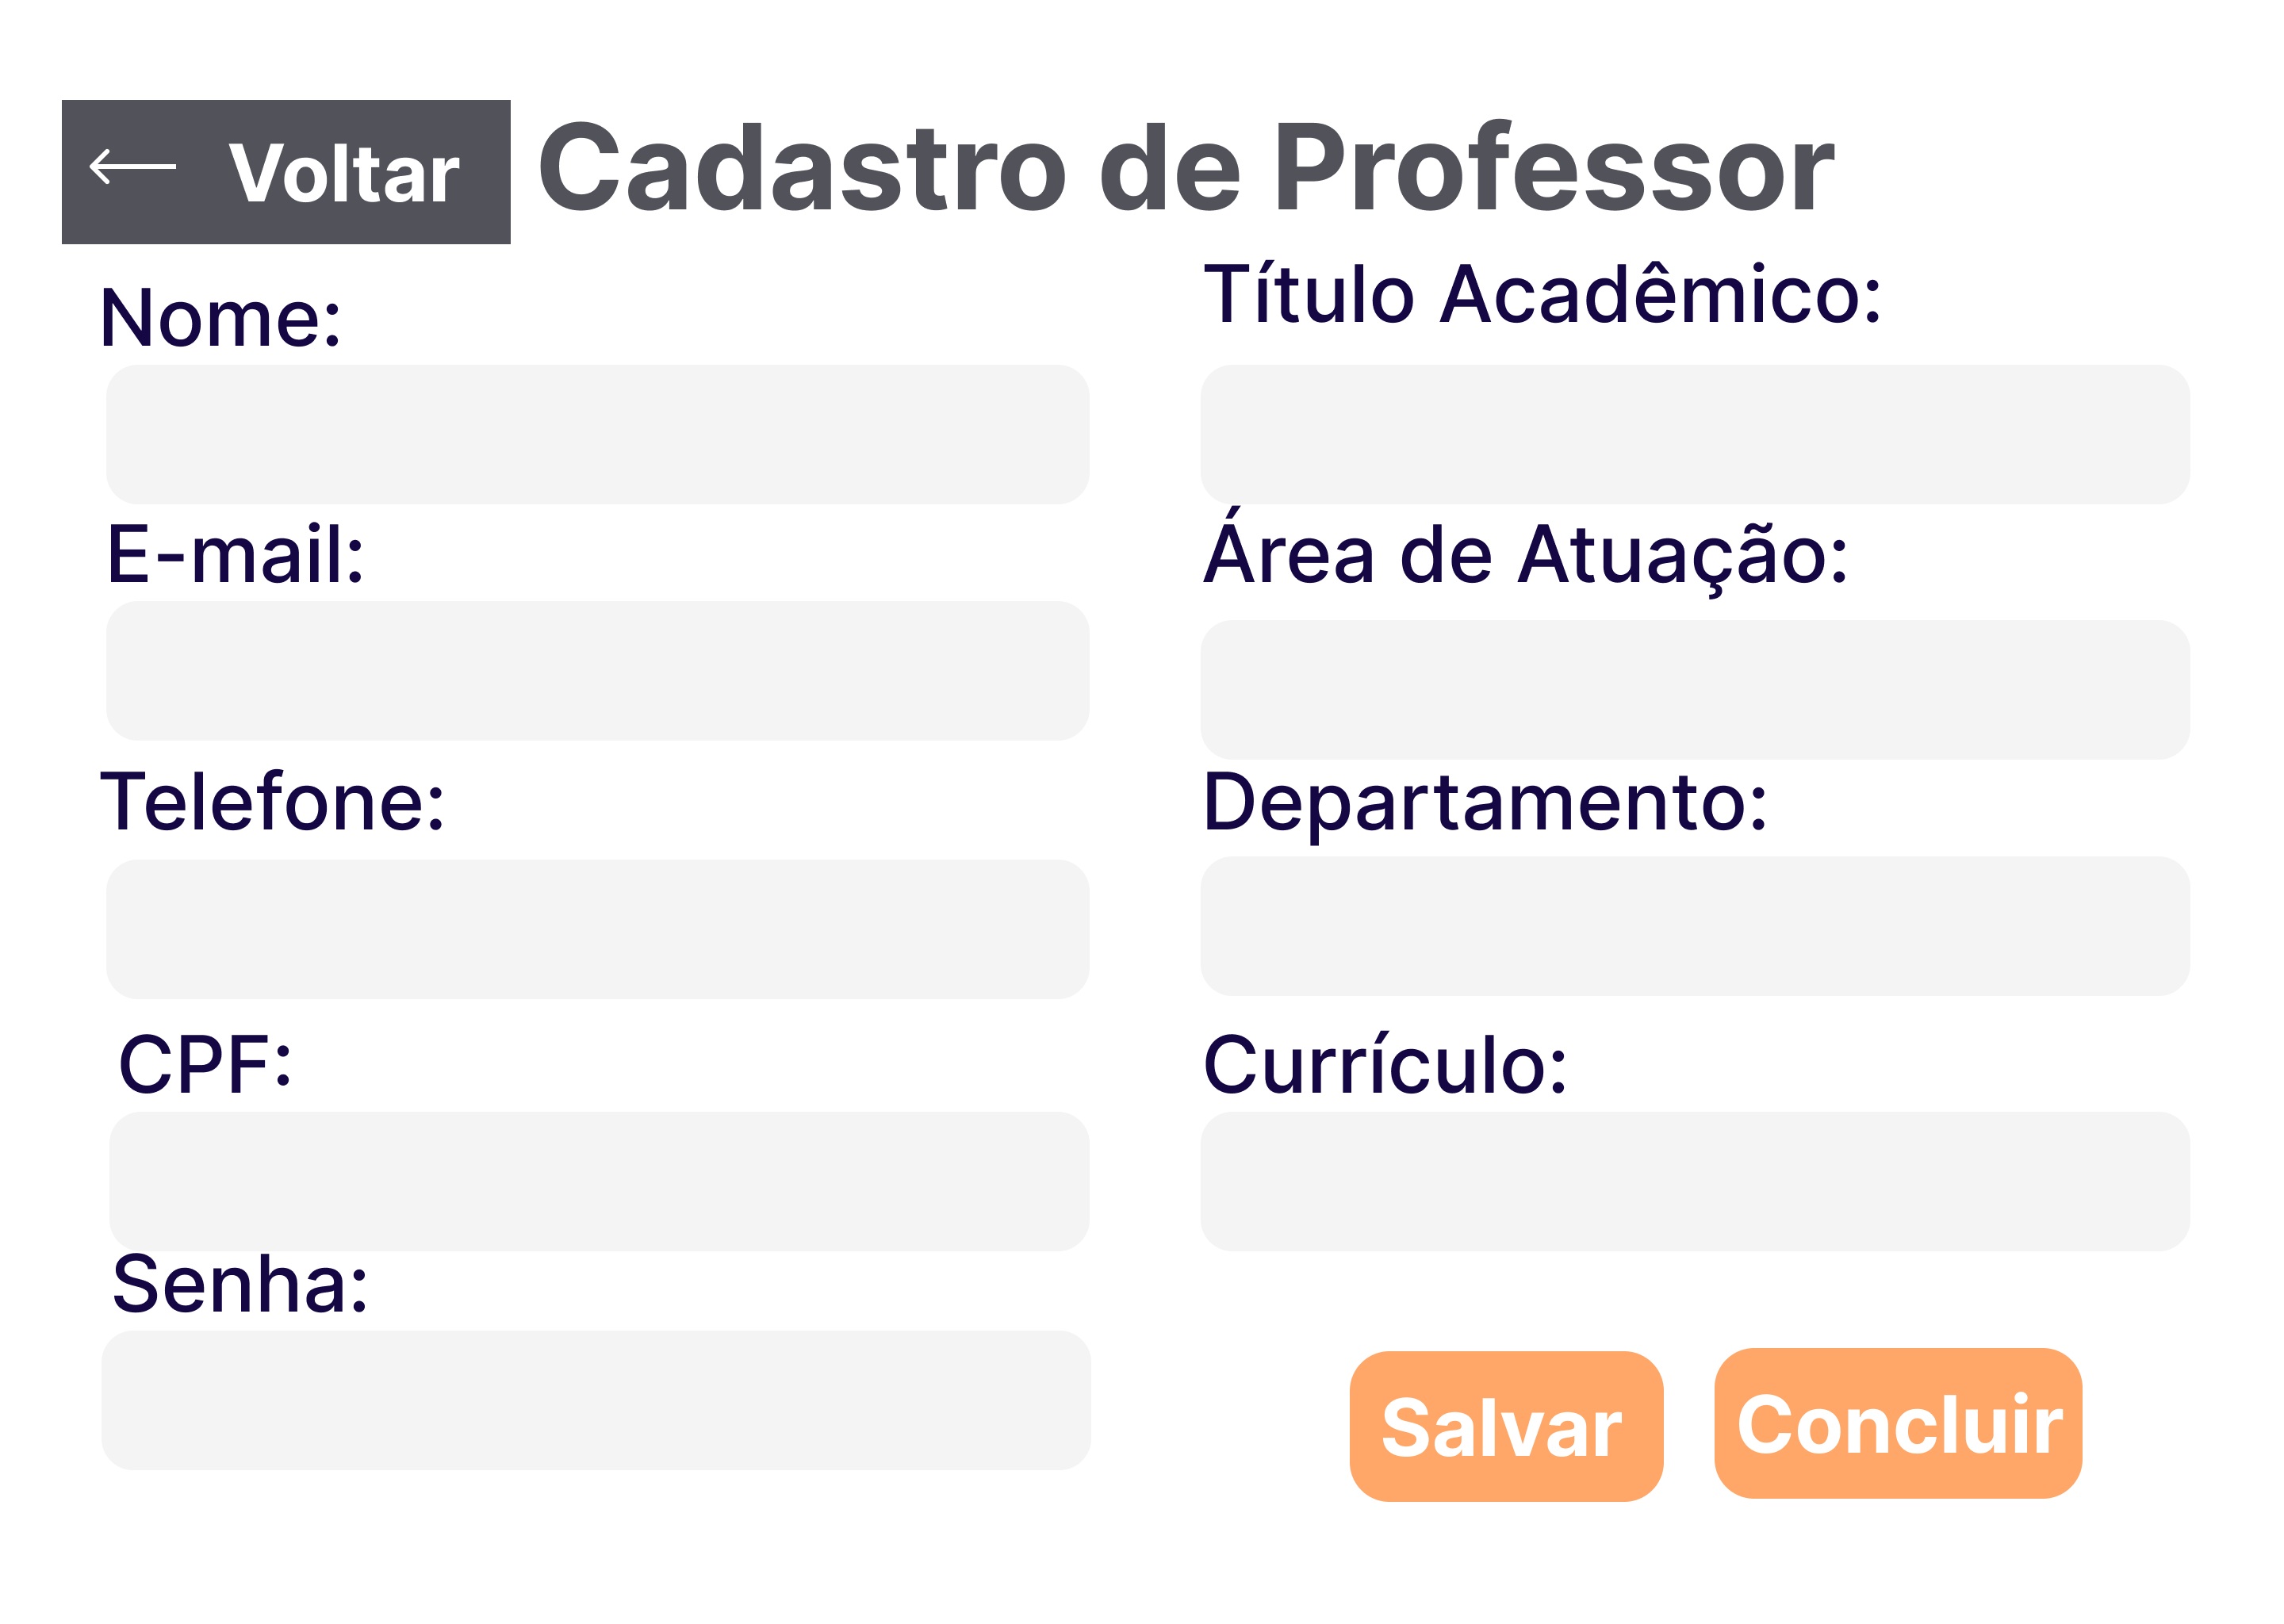 Voltar
Cadastro de Professor
Nome:
Título Acadêmico:
E-mail:
Área de Atuação:
Telefone:
Departamento:
CPF:
Currículo:
Senha:
Salvar
Concluir